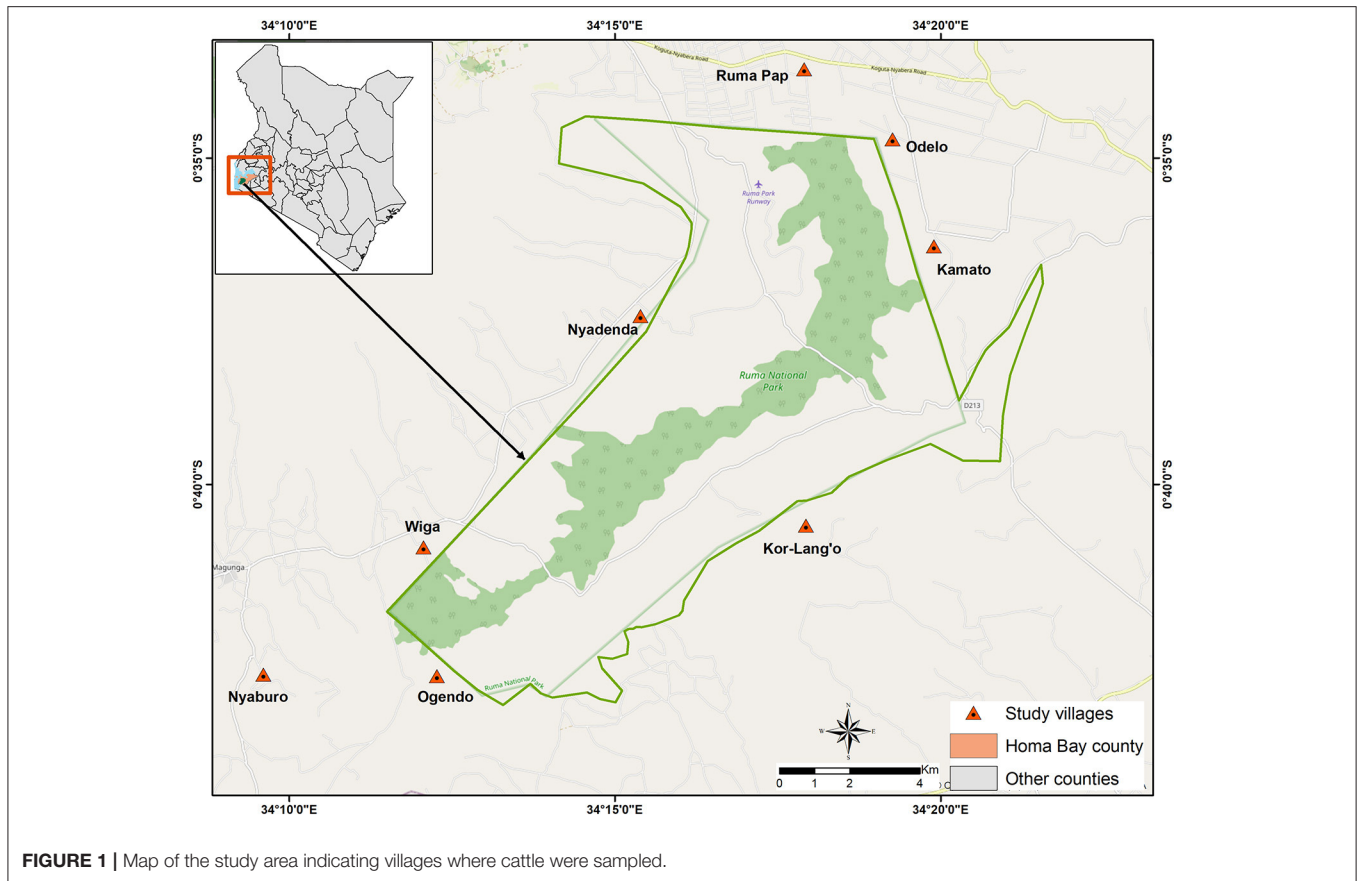 34°10'0"E
34°15'0"E
34°20'0"E
Koguta-Nyabera Road
Koguta-Nyabera Road
Ruma Pap
Odelo
0°35'0"S
0°35'0"S
Ruma Park
Runway
Kamato
Nyadenda
Ruma National
Park
D213
0°40'0"S
0°40'0"S
Wiga
Kor-Lang'o
Magunga
Ruma National Park
Nyaburo
Ogendo
N
W
E
S
Study villages
Homa Bay county
Other counties
Km
0 1 2 4
34°10'0"E
34°15'0"E
34°20'0"E
FIGURE 1 | Map of the study area indicating villages where cattle were sampled.